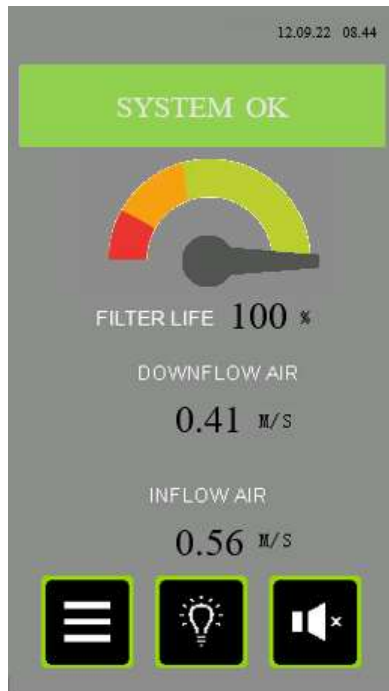 12.09.22 08.44
SYSTEM OK
FILTER LIFE 100 %
DOWNFLOW AIR
0.41 M/S
INFLOW AIR
0.56 M/S